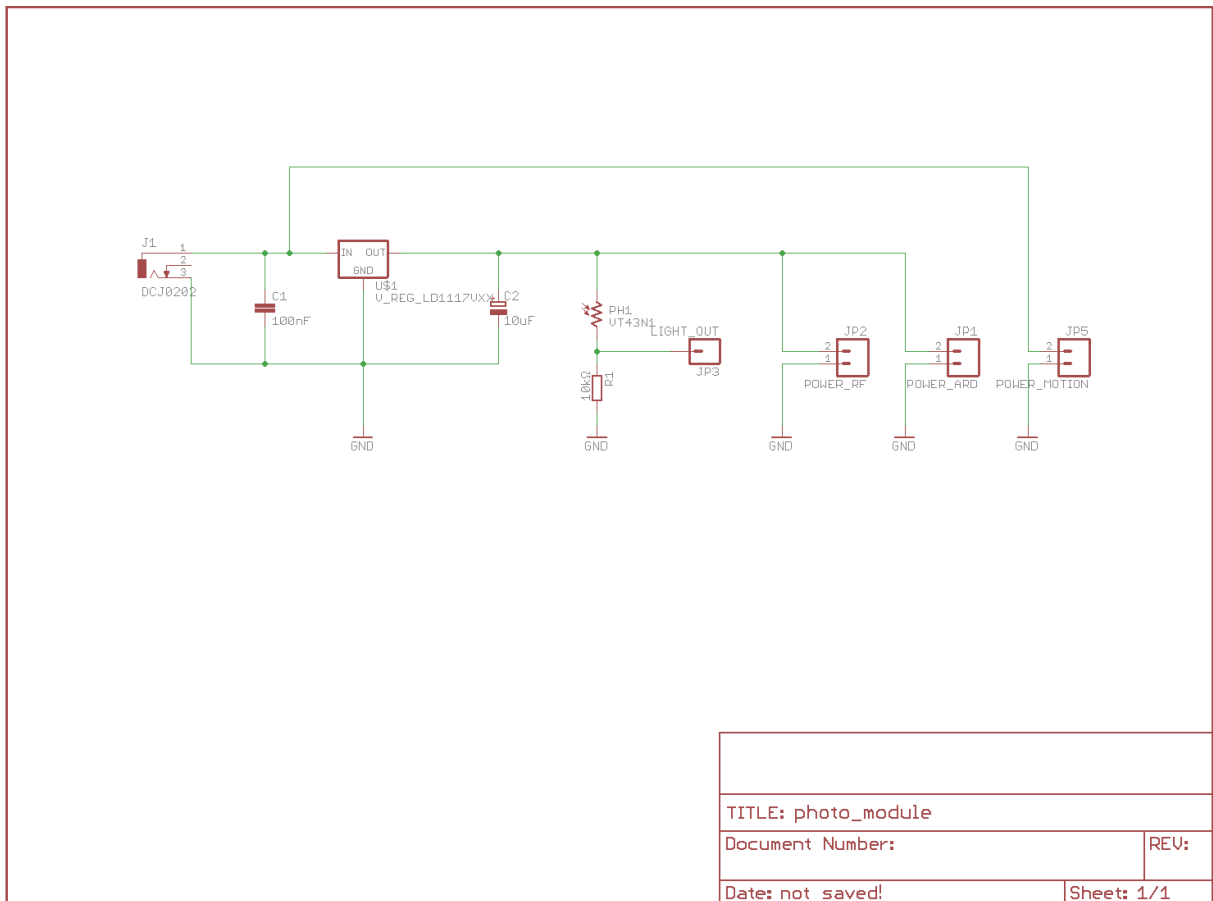 J1
1
2
3
DCJ0202
C1
100nF
IN OUT
GND
U$1
V_REG_LD1117VXX
C2
10uF
PH1
VT43N1
LIGHT_OUT
JP3
10kΩ
R1
JP2
2
1
POWER_RF
JP1
2
1
POWER_ARD
JP5
2
1
POWER_MOTION
GND
GND
GND
GND
GND
TITLE: photo_module
Document Number:
REV:
Date: not saved!
Sheet: 1/1